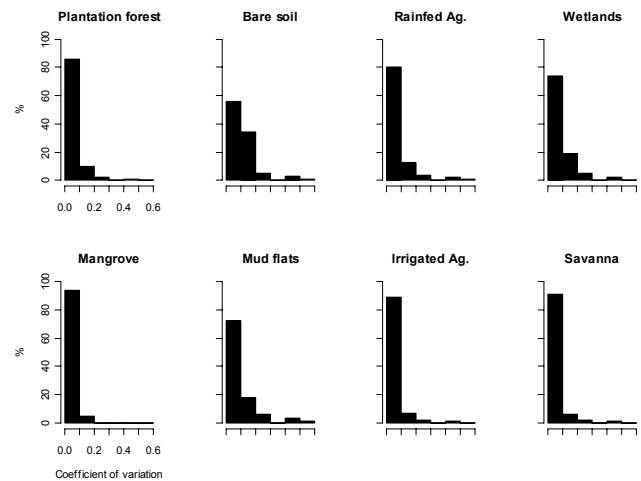 Plantation forest Bare soil Rainfed Ag. Wetlands
100
80
60
40
20
0
%
0.0 0.2 0.4 0.6
Mangrove Mud flats Irrigated Ag. Savanna
100
80
60
40
20
0
%
0.0 0.2 0.4 0.6
Coefficient of variation